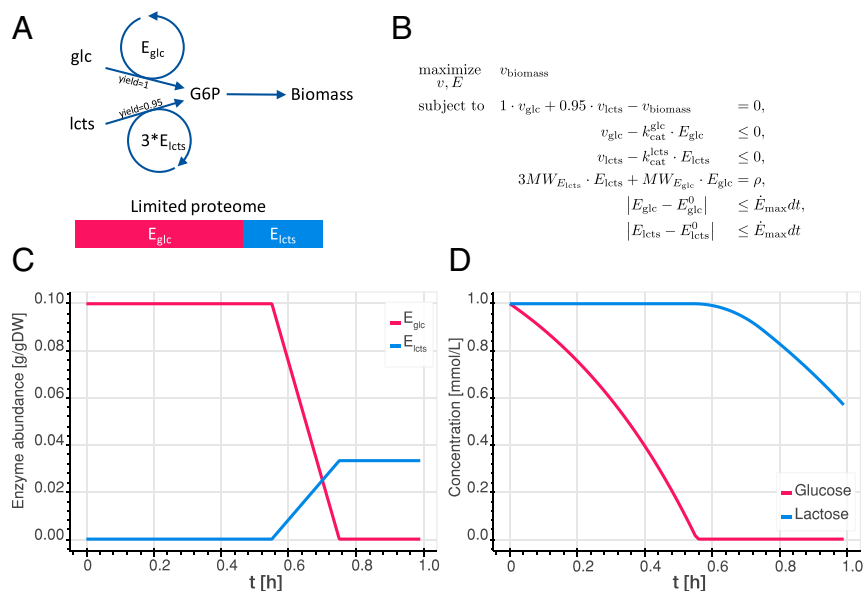 A
glc
E_glc
yield=1
G6P
Biomass
yield=0.95
lcts
3*E_lcts
Limited proteome
E_glc E_lcts
B
maximize v_biomass
v, E
subject to 1 · v_glc + 0.95 · v_lcts − v_biomass = 0,
v_glc − k_cat^glc · E_glc ≤ 0,
v_lcts − k_cat^lcts · E_lcts ≤ 0,
3MW_{E_lcts} · E_lcts + MW_{E_glc} · E_glc = ρ,
|E_glc − E_glc^0| ≤ Ė_max dt,
|E_lcts − E_lcts^0| ≤ Ė_max dt
C
Enzyme abundance [g/gDW]
0.10
0.08
0.06
0.04
0.02
0.00
0 0.2 0.4 0.6 0.8 1.0
t [h]
E_glc
E_lcts
D
Concentration [mmol/L]
1.0
0.8
0.6
0.4
0.2
0.0
0 0.2 0.4 0.6 0.8 1.0
t [h]
Glucose
Lactose